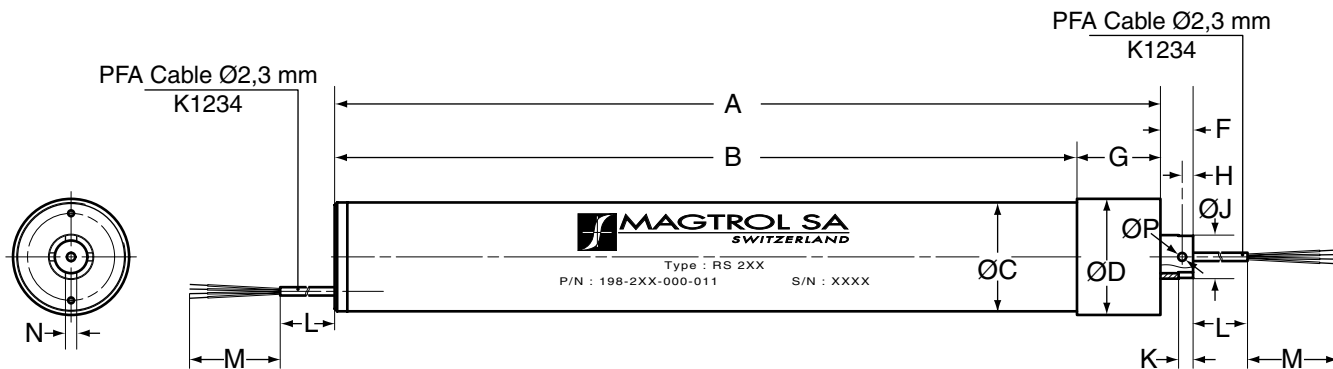 PFA Cable Ø2,3 mm
K1234
PFA Cable Ø2,3 mm
K1234
A
F
B
G
H
ØJ
MAGTROL SA
SWITZERLAND
ØP
Type : RS 2XX
ØC
ØD
P/N : 198-2XX-000-011 S/N : XXXX
N
L
L
M
K
M